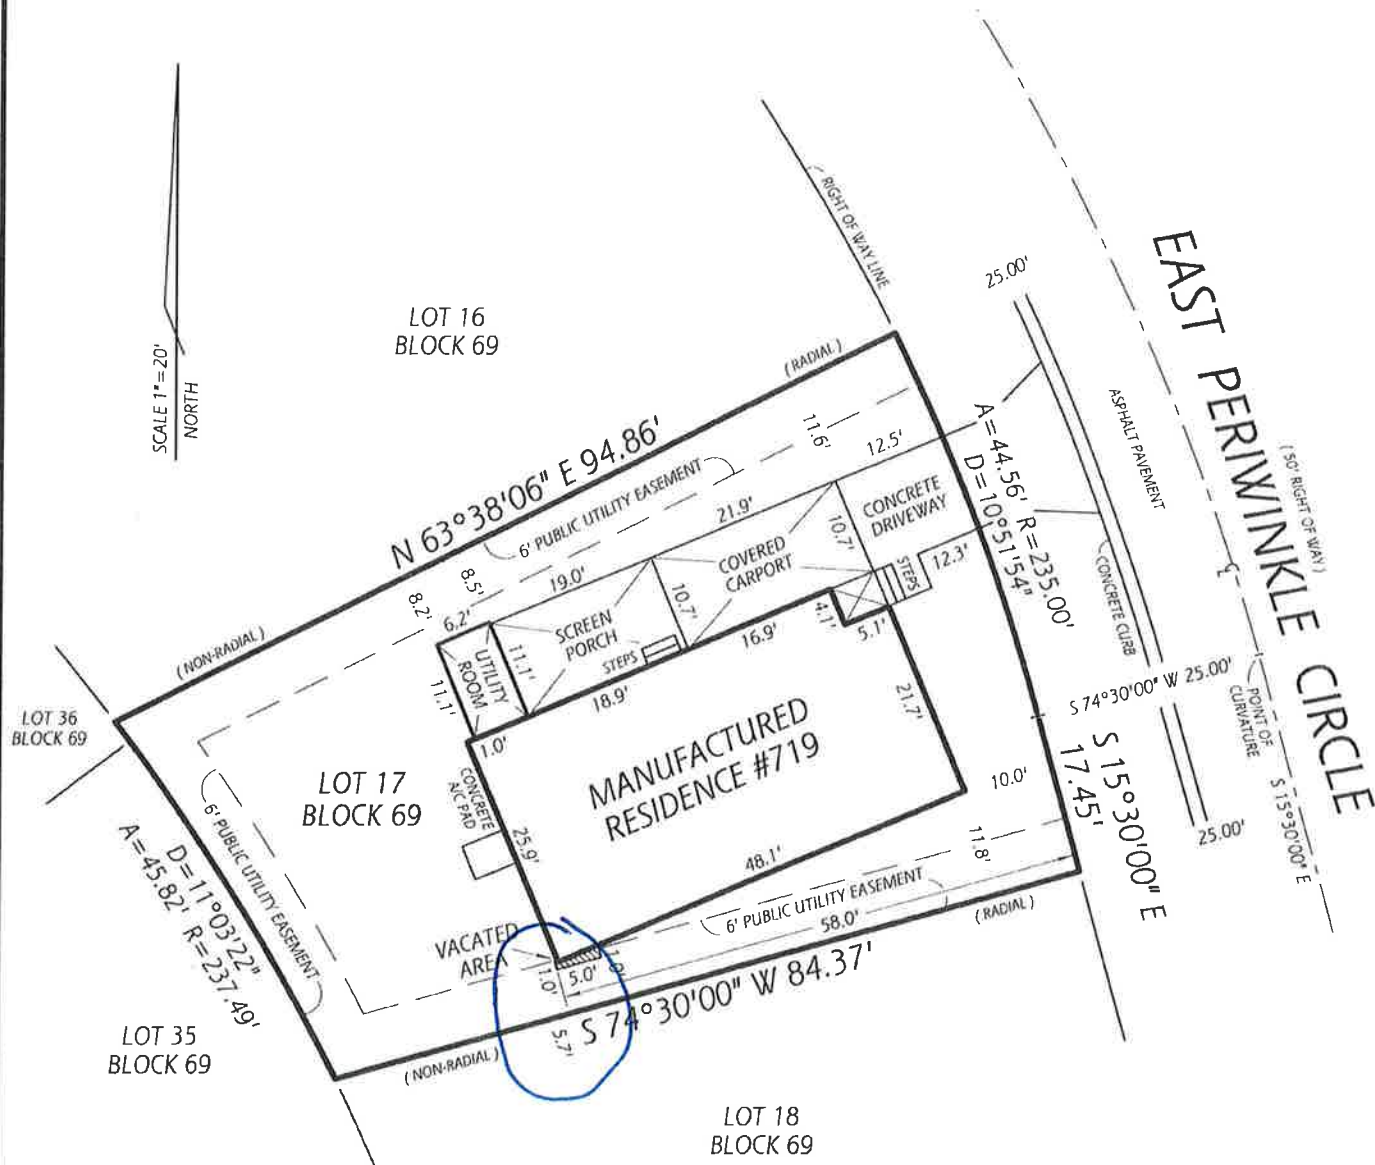 SCALE 1"=20'
NORTH
LOT 16
BLOCK 69
RIGHT OF WAY LINE
25.00'
EAST PERIWINKLE CIRCLE
( 50' RIGHT OF WAY )
ASPHALT PAVEMENT
CONCRETE CURB
( RADIAL )
N 63°38'06" E 94.86'
( NON-RADIAL )
6' PUBLIC UTILITY EASEMENT
11.6'
12.5'
A=44.56' R=235.00'
D=10°51'54"
8.5'
8.2'
6.2'
19.0'
21.9'
10.7'
10.7'
CONCRETE
DRIVEWAY
COVERED
CARPORT
SCREEN
PORCH
STEPS
STEPS
12.3'
UTILITY
ROOM
11.1'
11.1'
18.9'
16.9'
4.1'
5.1'
21.7'
1.0'
LOT 36
BLOCK 69
LOT 17
BLOCK 69
MANUFACTURED
RESIDENCE #719
CONCRETE
A/C PAD
25.9'
48.1'
10.0'
11.8'
S 74°30'00" W 25.00'
POINT OF
CURVATURE
S 15°30'00" E
S 15°30'00" E
17.45'
25.00'
6' PUBLIC UTILITY EASEMENT
D=11°03'22"
A=45.82' R=237.49'
VACATED
AREA
1.0'
5.0'
1.0'
5.7'
6' PUBLIC UTILITY EASEMENT
58.0'
( RADIAL )
S 74°30'00" W 84.37'
( NON-RADIAL )
LOT 35
BLOCK 69
LOT 18
BLOCK 69